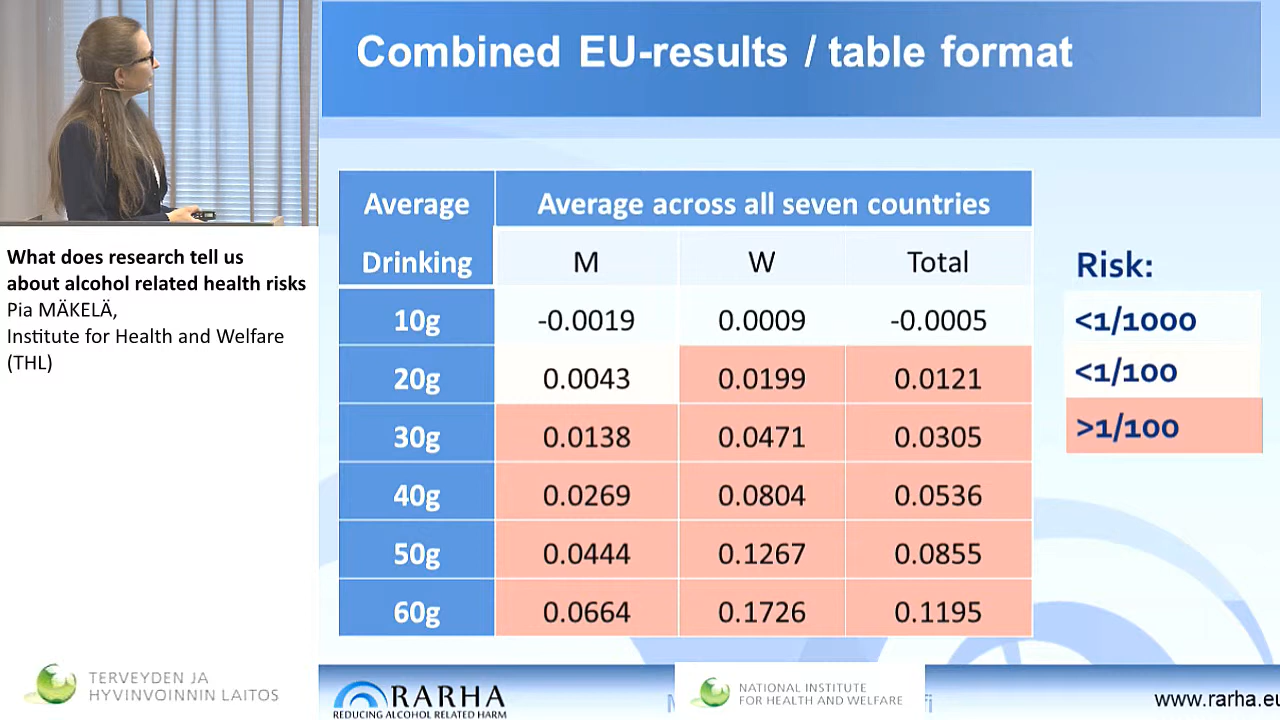 Combined EU-results / table format
What does research tell us
about alcohol related health risks
Pia MÄKELÄ,
Institute for Health and Welfare
(THL)
Average Drinking | Average across all seven countries
M | W | Total
10g | -0.0019 | 0.0009 | -0.0005
20g | 0.0043 | 0.0199 | 0.0121
30g | 0.0138 | 0.0471 | 0.0305
40g | 0.0269 | 0.0804 | 0.0536
50g | 0.0444 | 0.1267 | 0.0855
60g | 0.0664 | 0.1726 | 0.1195
Risk:
<1/1000
<1/100
>1/100
TERVEYDEN JA
HYVINVOINNIN LAITOS
RARHA
REDUCING ALCOHOL RELATED HARM
NATIONAL INSTITUTE
FOR HEALTH AND WELFARE
www.rarha.eu